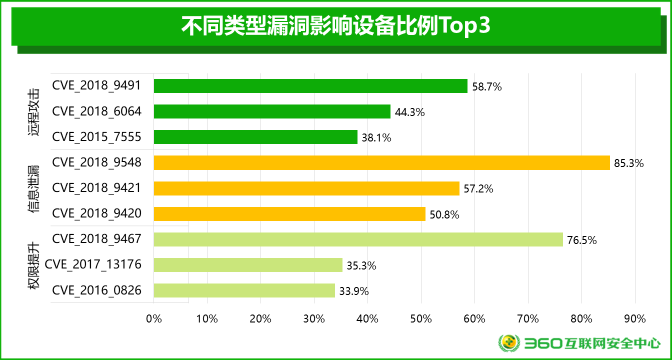 不同类型漏洞影响设备比例Top3
远程攻击
CVE_2018_9491 58.7%
CVE_2018_6064 44.3%
CVE_2015_7555 38.1%
信息泄漏
CVE_2018_9548 85.3%
CVE_2018_9421 57.2%
CVE_2018_9420 50.8%
权限提升
CVE_2018_9467 76.5%
CVE_2017_13176 35.3%
CVE_2016_0826 33.9%
0% 10% 20% 30% 40% 50% 60% 70% 80% 90%
360互联网安全中心